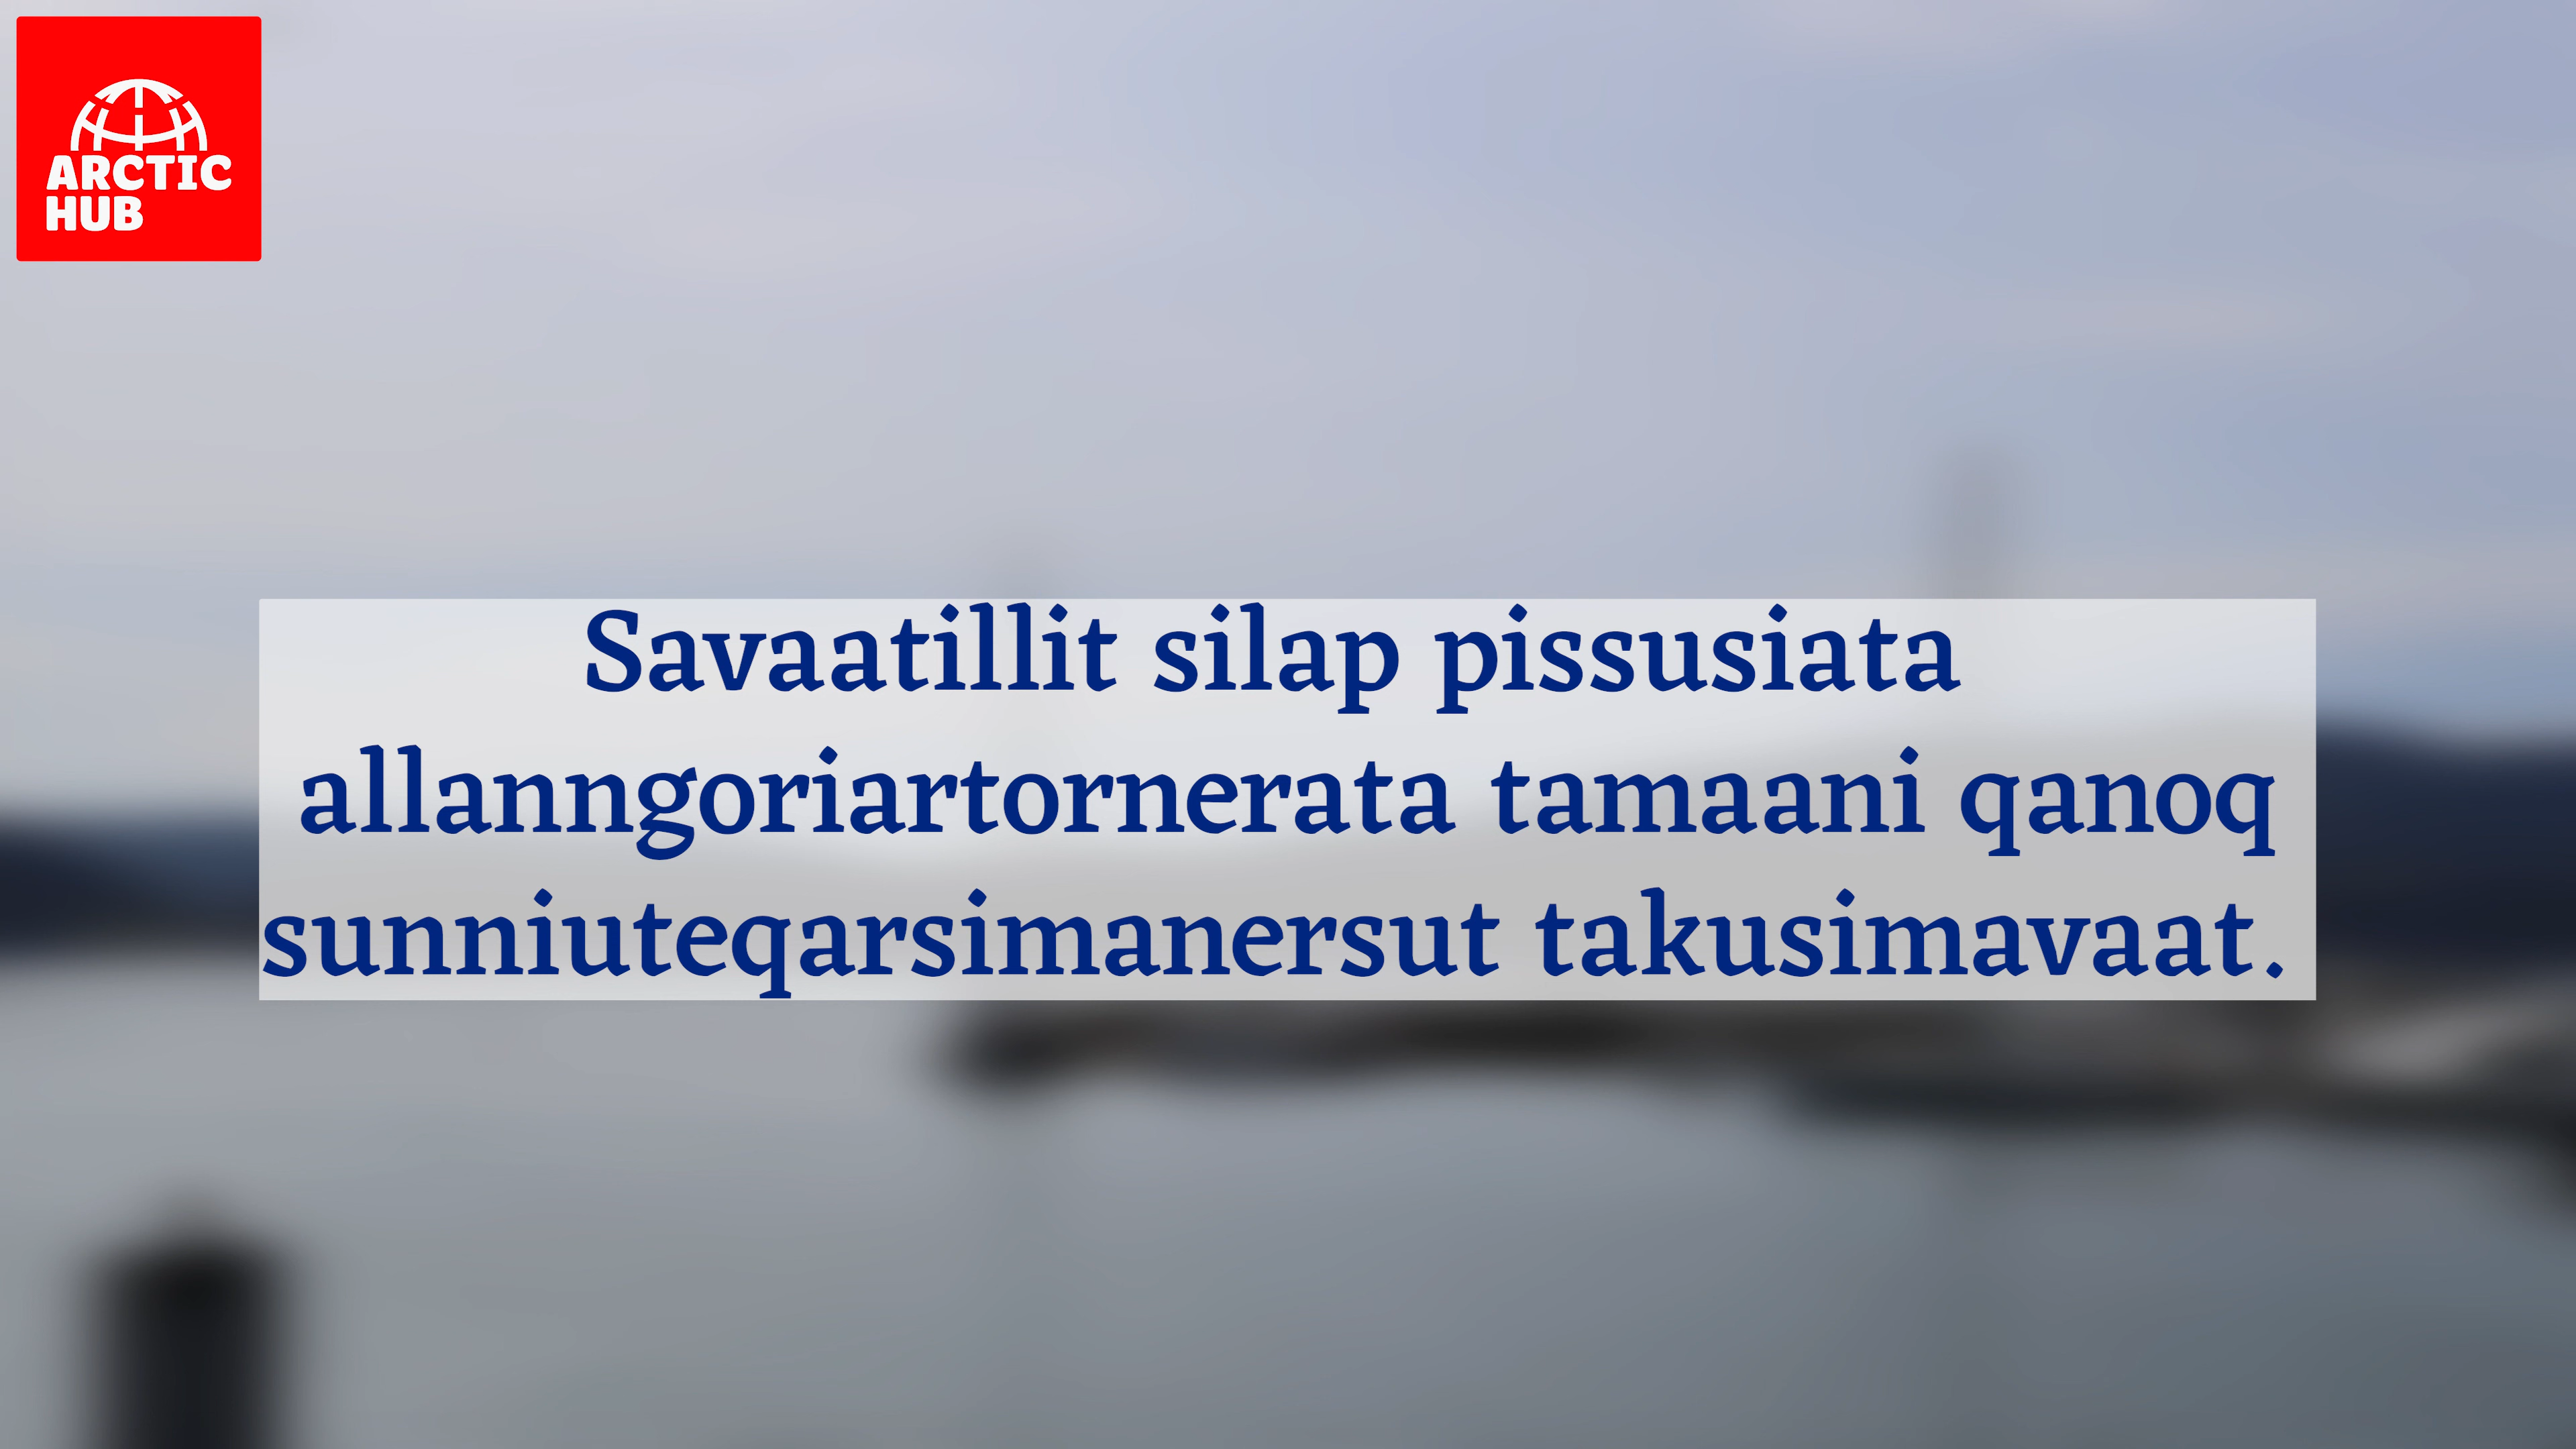 ARCTIC
HUB
Savaatillit silap pissusiata
allanngoriartornerata tamaani qanoq
sunniuteqarsimanersut takusimavaat.